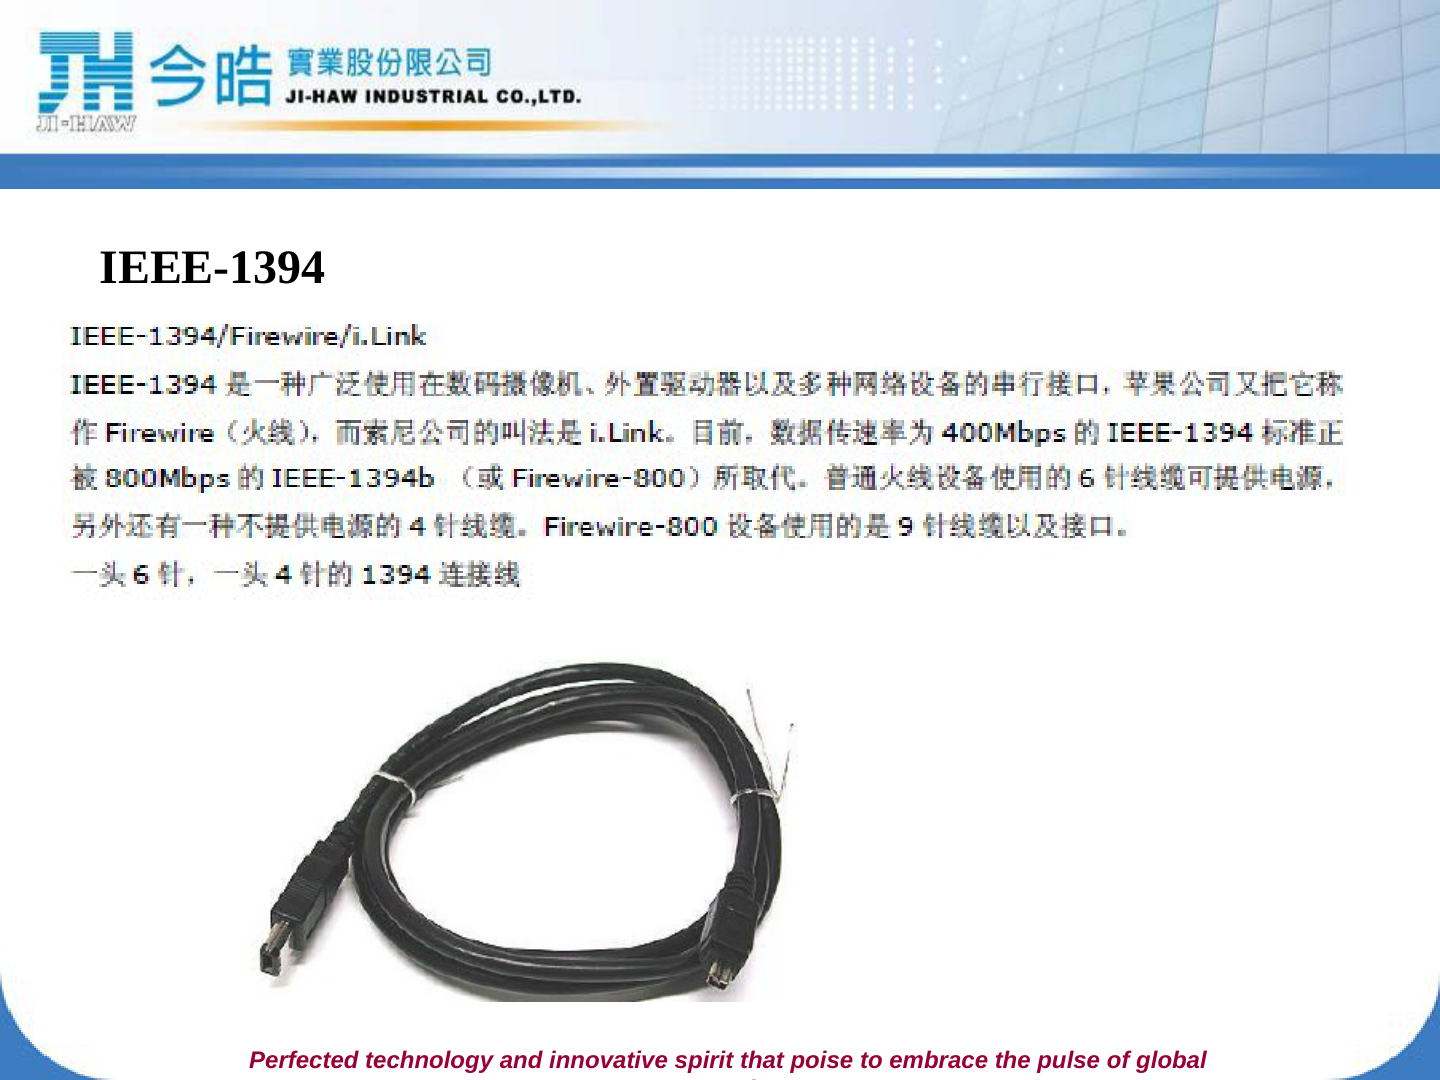 JH 今皓 實業股份限公司
JI-HAW INDUSTRIAL CO.,LTD.
JI-HAW
IEEE-1394
IEEE-1394/Firewire/i.Link
IEEE-1394 是一种广泛使用在数码摄像机、外置驱动器以及多种网络设备的串行接口，苹果公司又把它称
作 Firewire（火线），而索尼公司的叫法是 i.Link。目前，数据传速率为 400Mbps 的 IEEE-1394 标准正
被 800Mbps 的 IEEE-1394b （或 Firewire-800）所取代。普通火线设备使用的 6 针线缆可提供电源，
另外还有一种不提供电源的 4 针线缆。Firewire-800 设备使用的是 9 针线缆以及接口。
一头 6 针，一头 4 针的 1394 连接线
Perfected technology and innovative spirit that poise to embrace the pulse of global